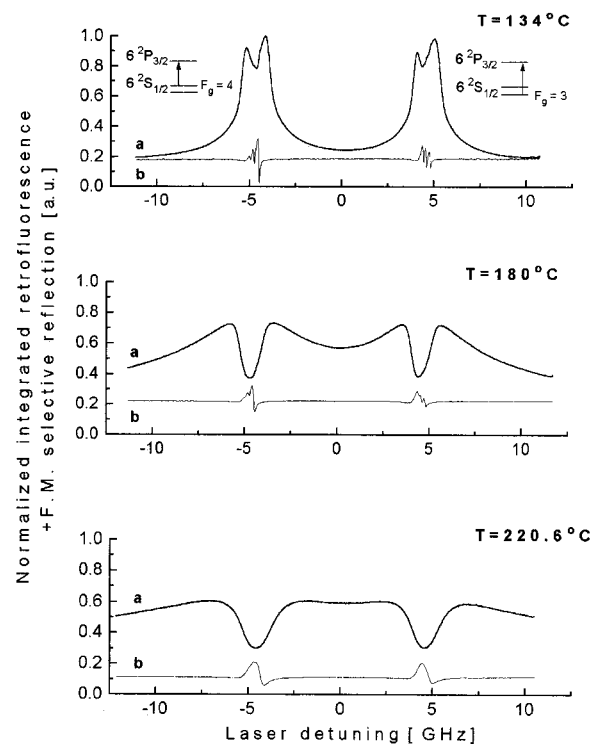 Normalized integrated retrofluorescence
+F.M. selective reflection [a.u.]
T=134°C
6 ²P3/2
6 ²S1/2
Fg = 4
6 ²P3/2
6 ²S1/2
Fg = 3
1.0
0.8
0.6
0.4
0.2
0.0
a
b
-10 -5 0 5 10
T=180°C
1.0
0.8
0.6
0.4
0.2
0.0
a
b
-10 -5 0 5 10
T=220.6°C
1.0
0.8
0.6
0.4
0.2
0.0
a
b
-10 -5 0 5 10
Laser detuning [GHz]